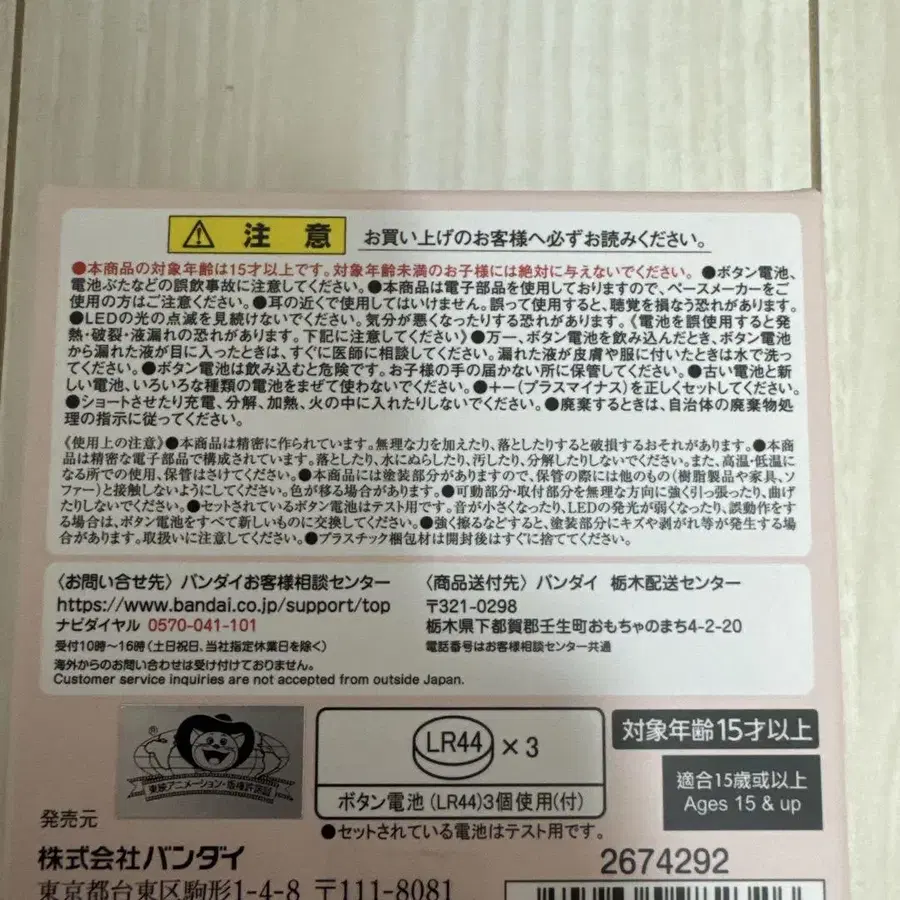 注意 お買い上げのお客様へ必ずお読みください。
●本商品の対象年齢は15才以上です。対象年齢未満のお子様には絶対に与えないでください。●ボタン電池、
電池ぶたなどの誤飲事故に注意してください。●本商品は電子部品を使用しておりますので、ペースメーカーをご
使用の方はご注意ください。●耳の近くで使用してはいけません。誤って使用すると、聴覚を損なう恐れがあります。
●LEDの光の点滅を見続けないでください。気分が悪くなったりする恐れがあります。《電池を誤使用すると発
熱・破裂・液漏れの恐れがあります。下記に注意してください》●万一、ボタン電池を飲み込んだとき、ボタン電池
から漏れた液が目に入ったときは、すぐに医師に相談してください。漏れた液が皮膚や服に付いたときは水で洗っ
てください。●ボタン電池は飲み込むと危険です。お子様の手の届かない所に保管してください。●古い電池と新
しい電池、いろいろな種類の電池をまぜて使わないでください。●+−(プラスマイナス)を正しくセットしてください。
●ショートさせたり充電、分解、加熱、火の中に入れたりしないでください。●廃棄するときは、自治体の廃棄物処
理の指示に従ってください。
《使用上の注意》●本商品は精密に作られています。無理な力を加えたり、落としたりすると破損するおそれがあります。●本商
品は精密な電子部品で構成されています。落としたり、水にぬらしたり、汚したり、分解したりしないでください。また、高温・低温に
なる所での使用、保管はさけてください。●本商品には塗装部分がありますので、保管の際には他のもの(樹脂製品や家具、ソ
ファー)と接触しないようにしてください。色が移る場合があります。●可動部分・取付部分を無理な方向に強く引っ張ったり、曲げ
たりしないでください。●セットされているボタン電池はテスト用です。音が小さくなったり、LEDの発光が弱くなったり、誤動作をす
る場合は、ボタン電池をすべて新しいものに交換してください。●強く擦るなどすると、塗装部分にキズや剥がれ等が発生する場
合があります。取扱いに注意してください。●プラスチック梱包材は開封後はすぐに捨ててください。
〈お問い合せ先〉バンダイお客様相談センター
https://www.bandai.co.jp/support/top
ナビダイヤル 0570-041-101
受付10時〜16時(土日祝日、当社指定休業日を除く)
海外からのお問い合わせは受け付けておりません。
Customer service inquiries are not accepted from outside Japan.
〈商品送付先〉バンダイ 栃木配送センター
〒321-0298
栃木県下都賀郡壬生町おもちゃのまち4-2-20
電話番号はお客様相談センター共通
東映アニメーション・版権許諾証
LR44 ×3
ボタン電池(LR44)3個使用(付)
●セットされている電池はテスト用です。
対象年齢15才以上
適合15歳或以上
Ages 15 & up
発売元
株式会社バンダイ
東京都台東区駒形1-4-8 〒111-8081
2674292